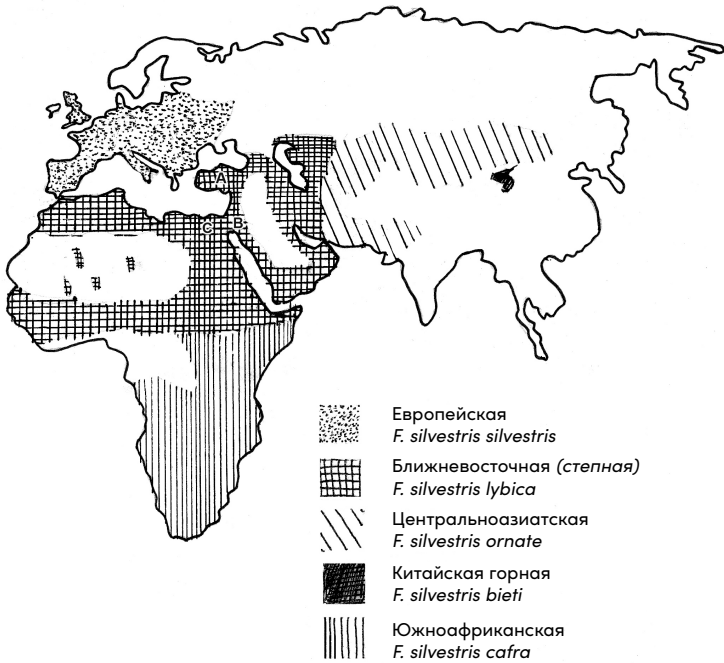 A
B
C
Европейская
F. silvestris silvestris
Ближневосточная (степная)
F. silvestris lybica
Центральноазиатская
F. silvestris ornate
Китайская горная
F. silvestris bieti
Южноафриканская
F. silvestris cafra